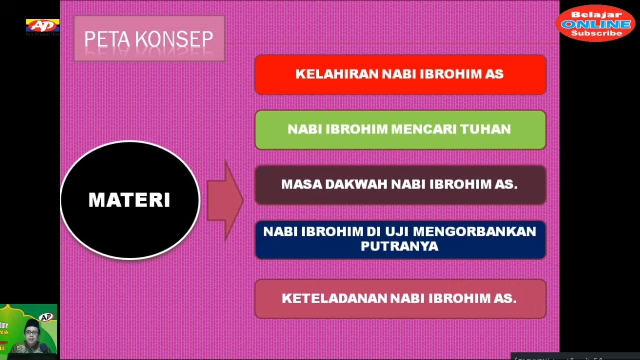 AP
Belajar
ONLINE
Subscribe
PETA KONSEP
KELAHIRAN NABI IBROHIM AS
NABI IBROHIM MENCARI TUHAN
MATERI
MASA DAKWAH NABI IBROHIM AS.
NABI IBROHIM DI UJI MENGORBANKAN
PUTRANYA
KETELADANAN NABI IBROHIM AS.
AP